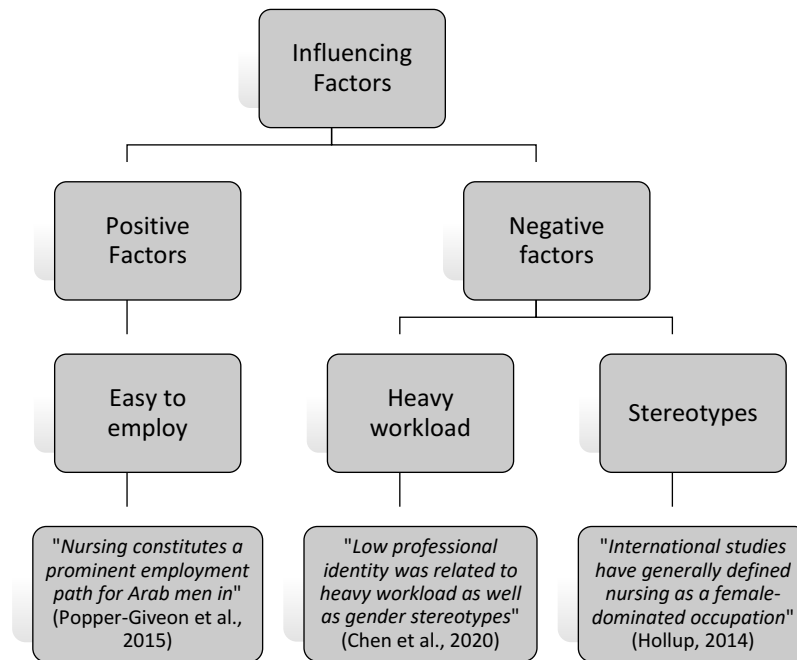 Influencing
Factors
Positive
Factors
Negative
factors
Easy to
employ
Heavy
workload
Stereotypes
"Nursing constitutes a
prominent employment
path for Arab men in"
(Popper-Giveon et al.,
2015)
"Low professional
identity was related to
heavy workload as well
as gender stereotypes"
(Chen et al., 2020)
"International studies
have generally defined
nursing as a female-
dominated occupation"
(Hollup, 2014)